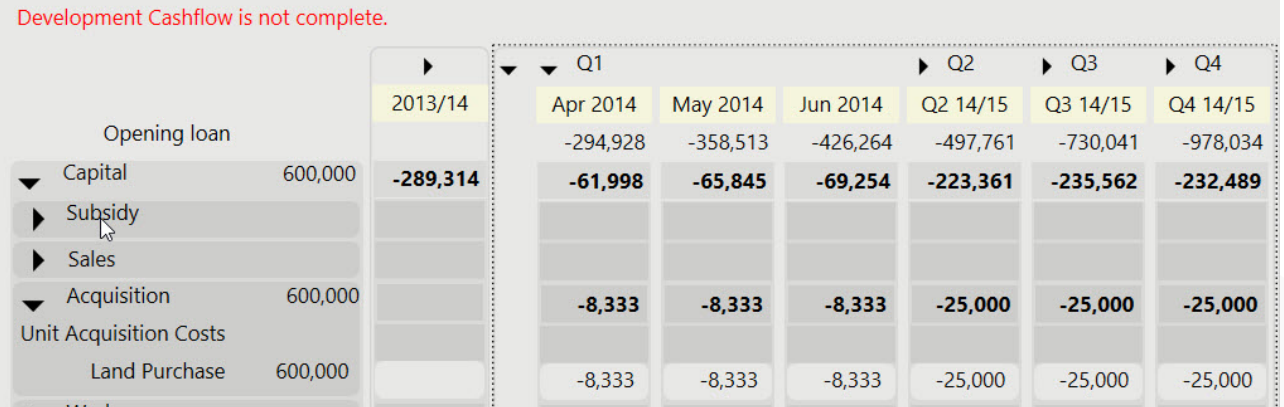 Development Cashflow is not complete.
Q1 Q2 Q3 Q4
2013/14 Apr 2014 May 2014 Jun 2014 Q2 14/15 Q3 14/15 Q4 14/15
Opening loan -294,928 -358,513 -426,264 -497,761 -730,041 -978,034
Capital 600,000 -289,314 -61,998 -65,845 -69,254 -223,361 -235,562 -232,489
Subsidy
Sales
Acquisition 600,000 -8,333 -8,333 -8,333 -25,000 -25,000 -25,000
Unit Acquisition Costs
Land Purchase 600,000 -8,333 -8,333 -8,333 -25,000 -25,000 -25,000